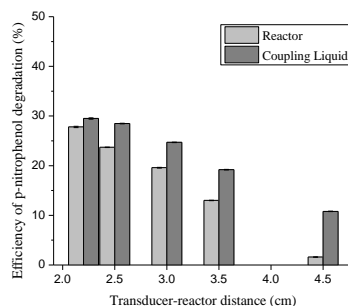 Efficiency of p-nitrophenol degradation (%)
50
40
30
20
10
0
Reactor
Coupling Liquid
2.0 2.5 3.0 3.5 4.0 4.5
Transducer-reactor distance (cm)